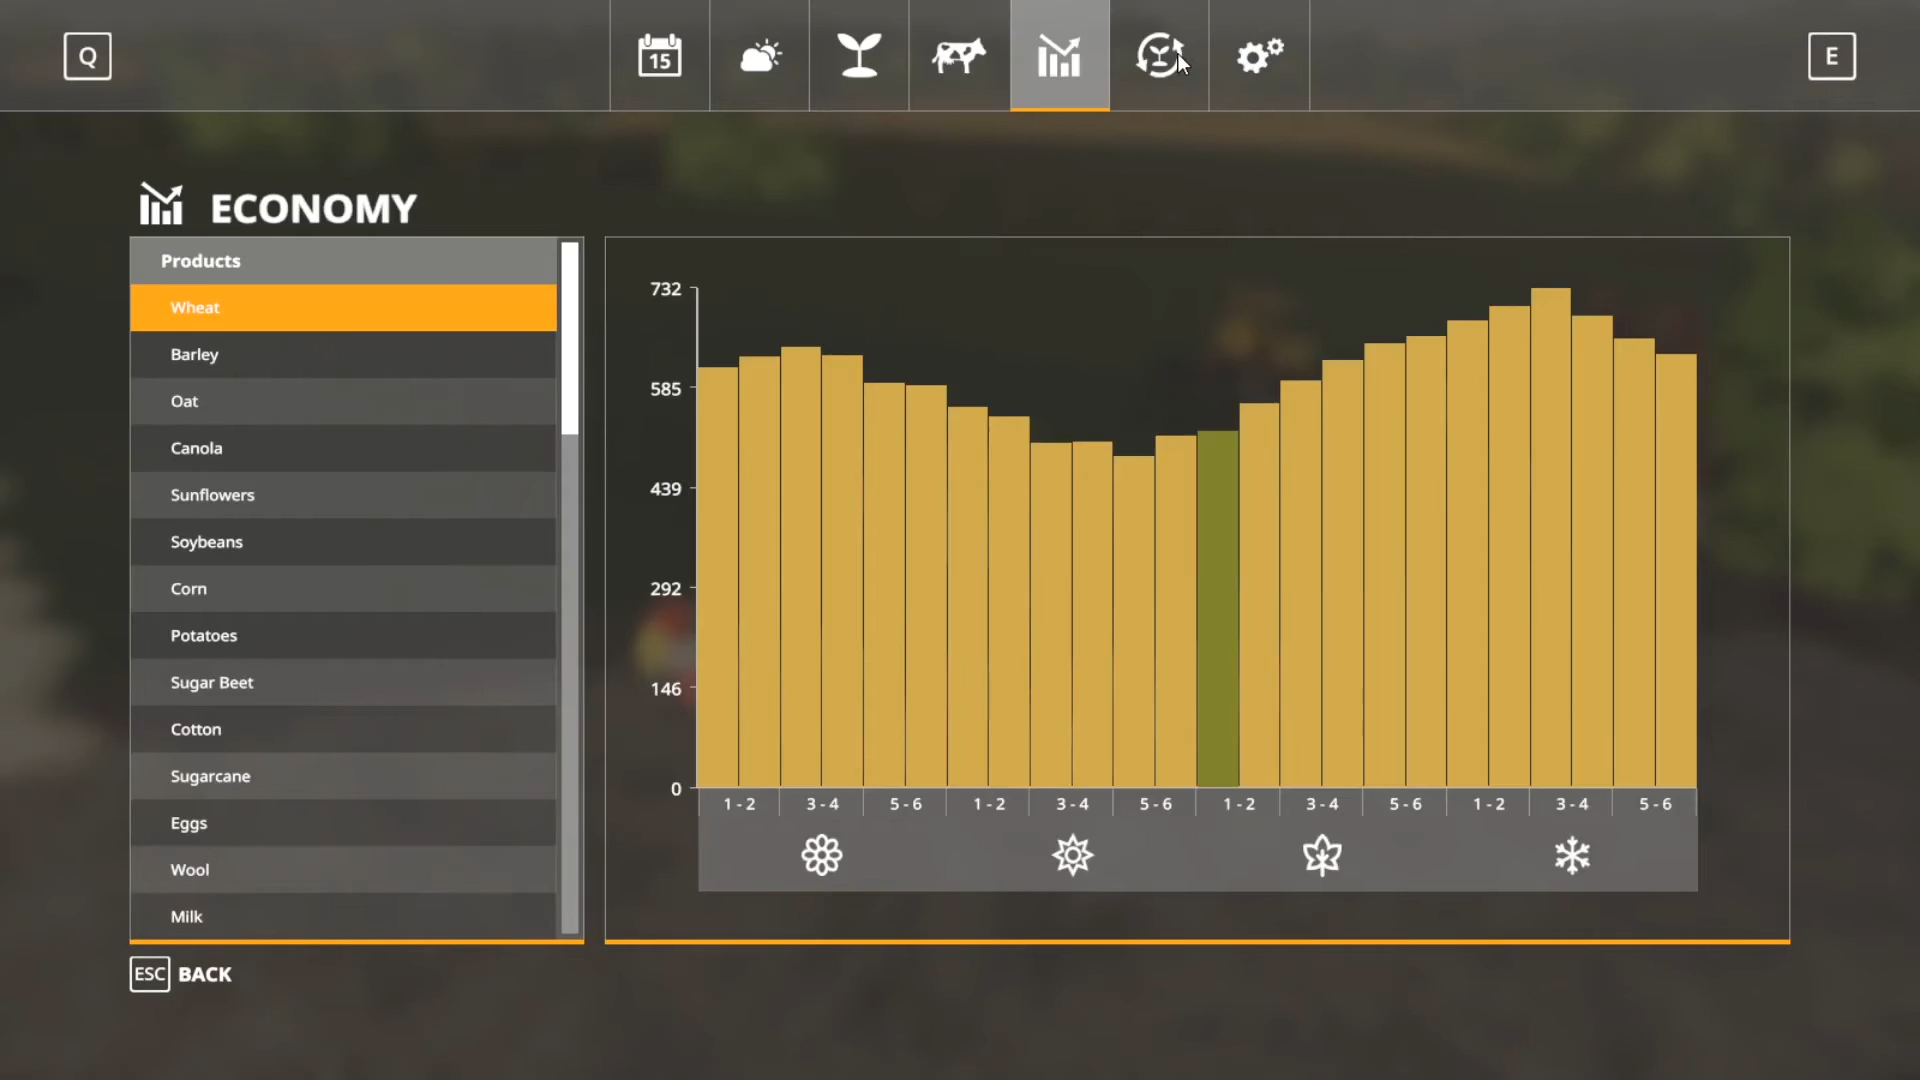 Q
15
E
ECONOMY
Products
Wheat
Barley
Oat
Canola
Sunflowers
Soybeans
Corn
Potatoes
Sugar Beet
Cotton
Sugarcane
Eggs
Wool
Milk
732
585
439
292
146
0
1 - 2 3 - 4 5 - 6 1 - 2 3 - 4 5 - 6 1 - 2 3 - 4 5 - 6 1 - 2 3 - 4 5 - 6
ESC BACK